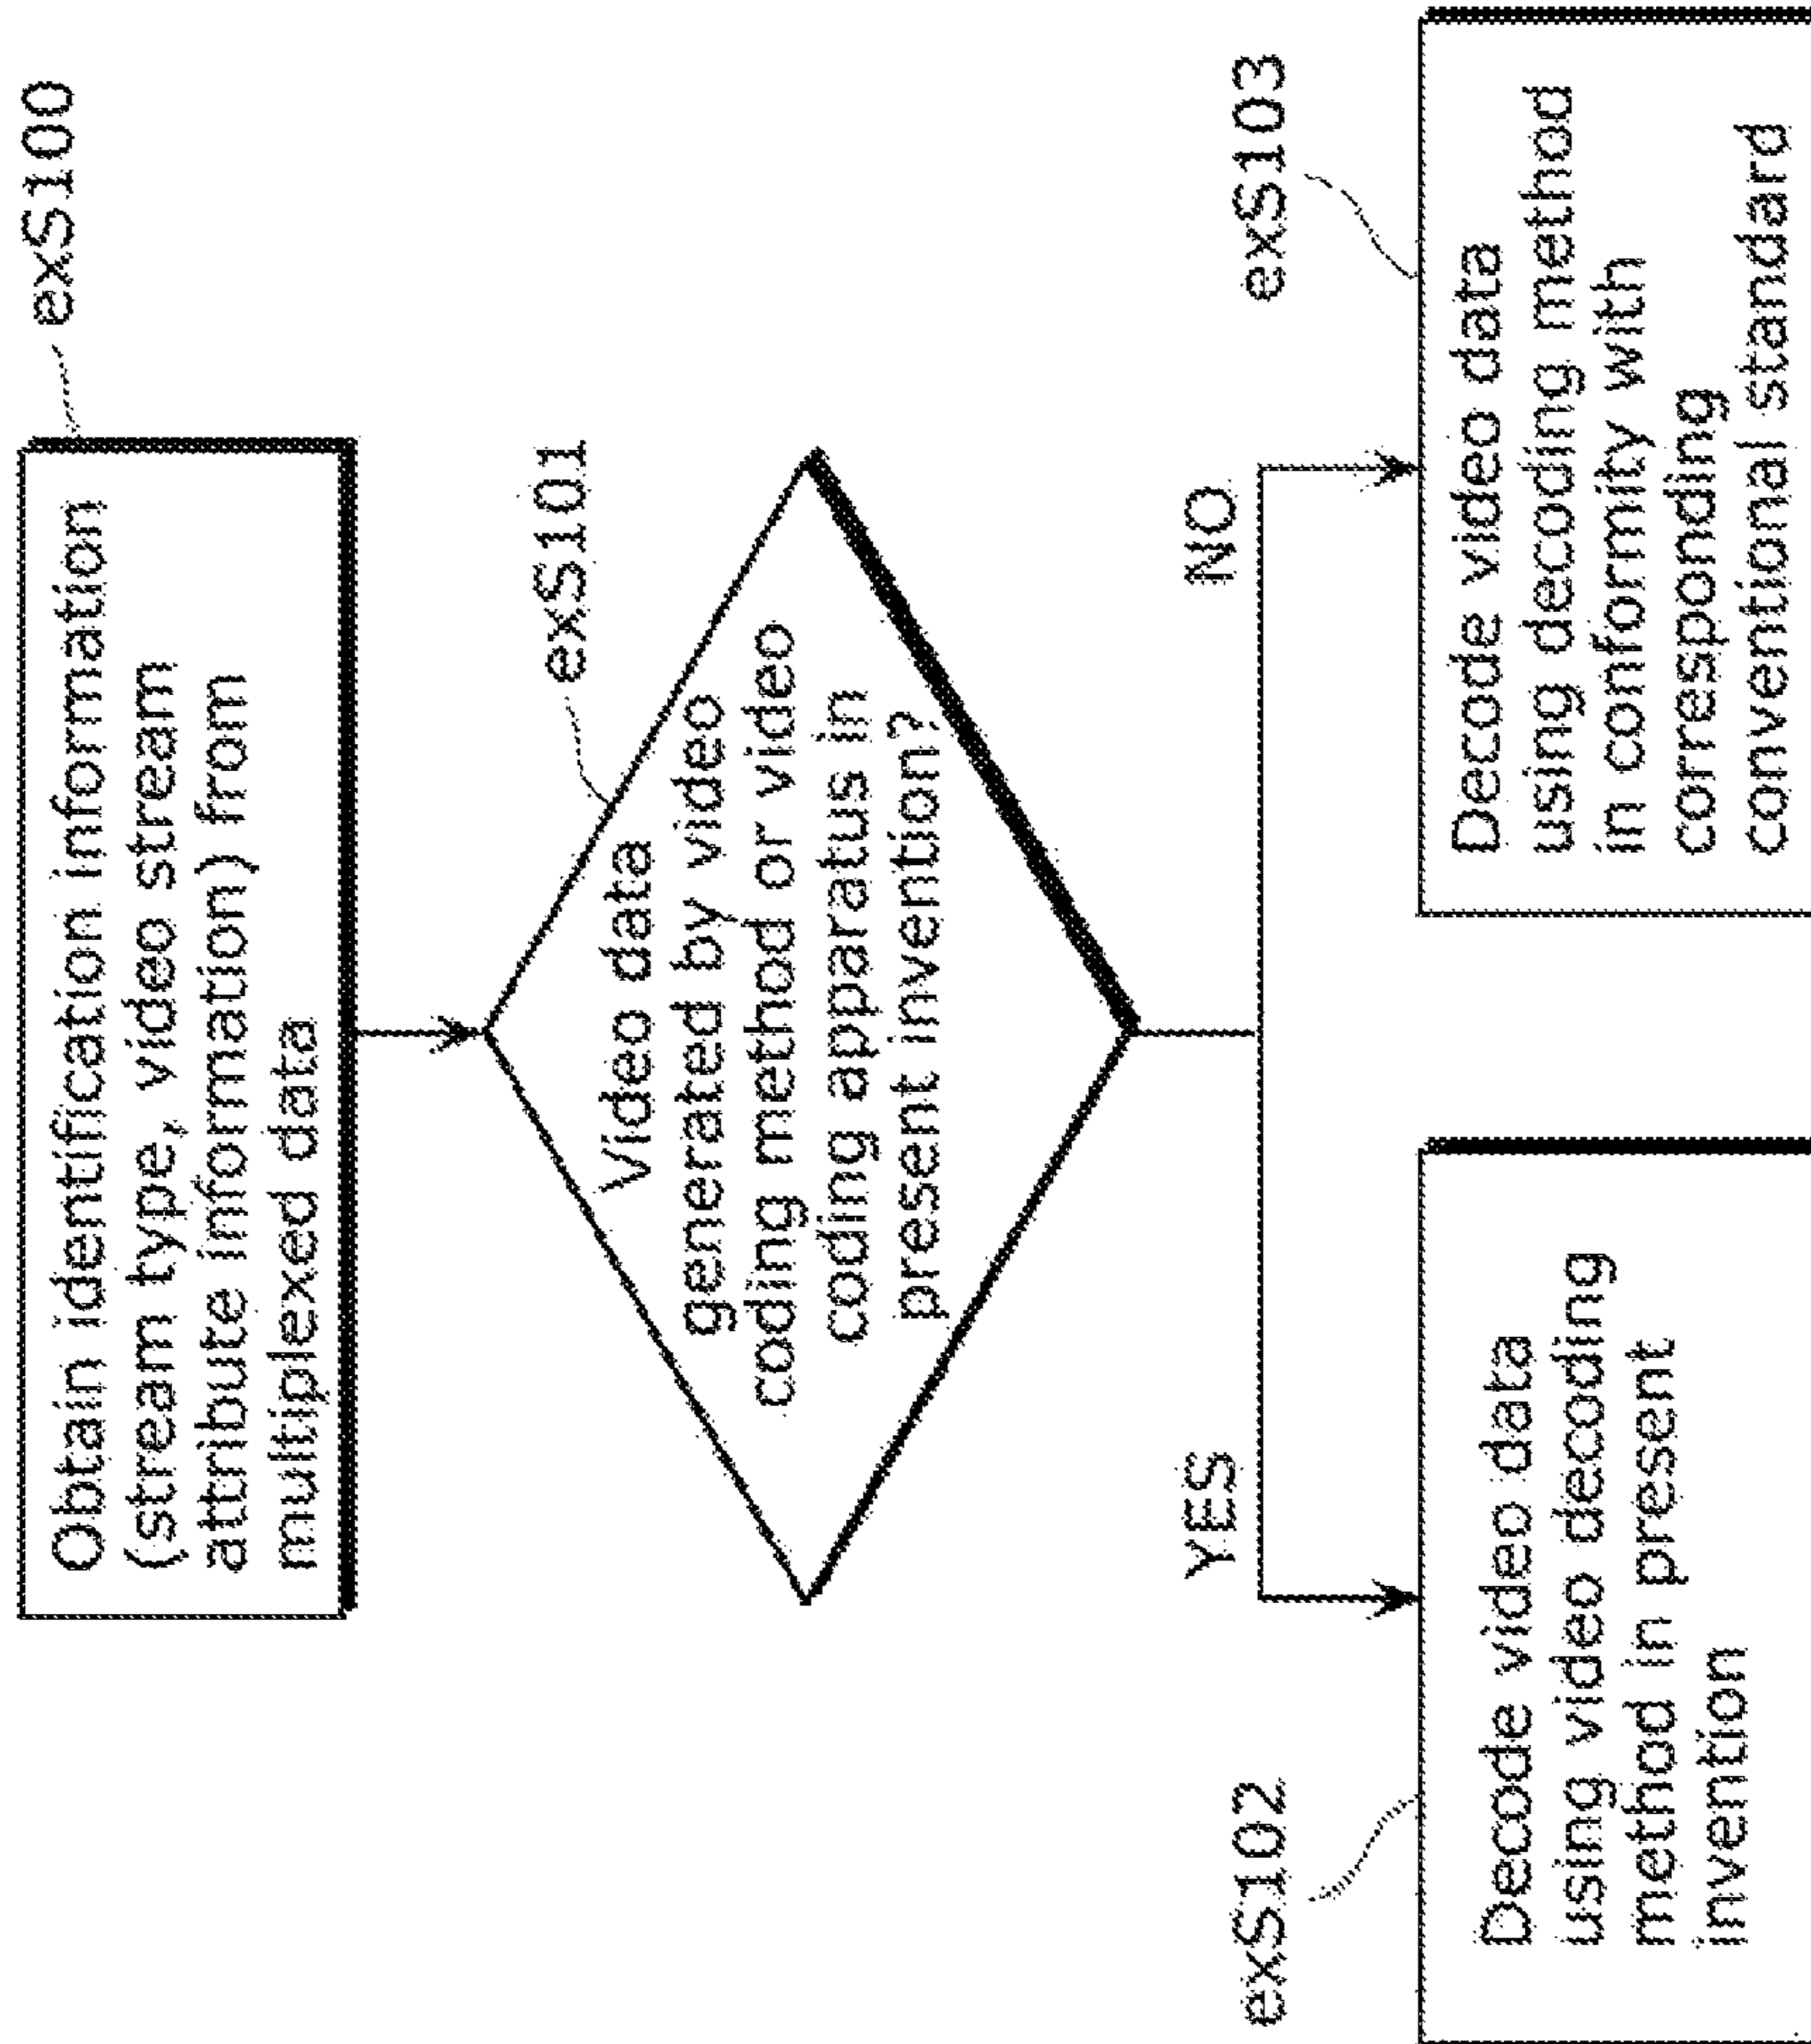 exS100
Obtain identification information
(stream type, video stream
attribute information) from
multiplexed data
exS101
Video data
generated by video
coding method or video
coding apparatus in
present invention?
YES
NO
exS102
Decode video data
using video decoding
method in present
invention
exS103
Decode video data
using decoding method
in conformity with
corresponding
conventional standard